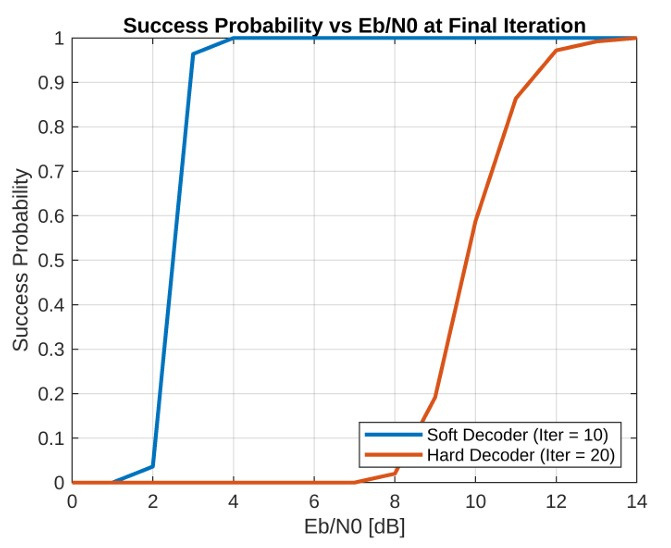 Success Probability vs Eb/N0 at Final Iteration
1
0.9
0.8
0.7
0.6
0.5
0.4
0.3
0.2
0.1
0
Success Probability
Soft Decoder (Iter = 10)
Hard Decoder (Iter = 20)
0 2 4 6 8 10 12 14
Eb/N0 [dB]